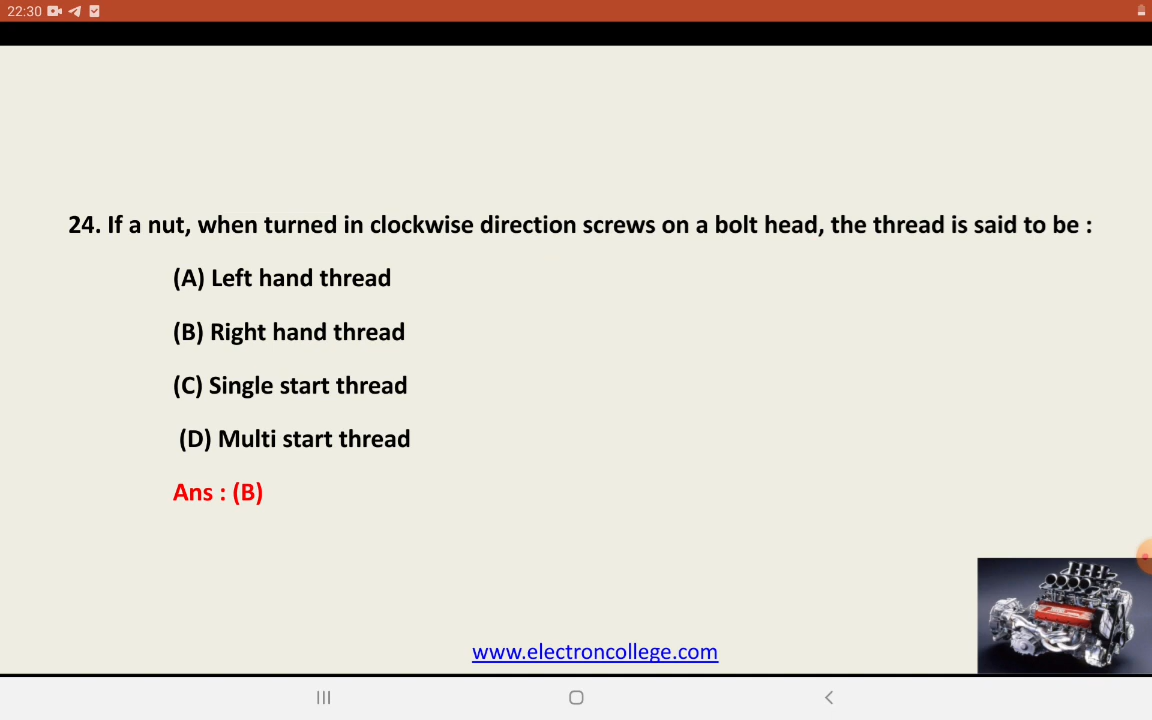 22:30
24. If a nut, when turned in clockwise direction screws on a bolt head, the thread is said to be :
(A) Left hand thread
(B) Right hand thread
(C) Single start thread
(D) Multi start thread
Ans : (B)
www.electroncollege.com